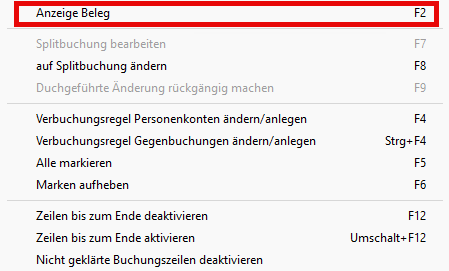 Anzeige Beleg F2
Splitbuchung bearbeiten F7
auf Splitbuchung ändern F8
Duchgeführte Änderung rückgängig machen F9
Verbuchungsregel Personenkonten ändern/anlegen F4
Verbuchungsregel Gegenbuchungen ändern/anlegen Strg+F4
Alle markieren F5
Marken aufheben F6
Zeilen bis zum Ende deaktivieren F12
Zeilen bis zum Ende aktivieren Umschalt+F12
Nicht geklärte Buchungszeilen deaktivieren